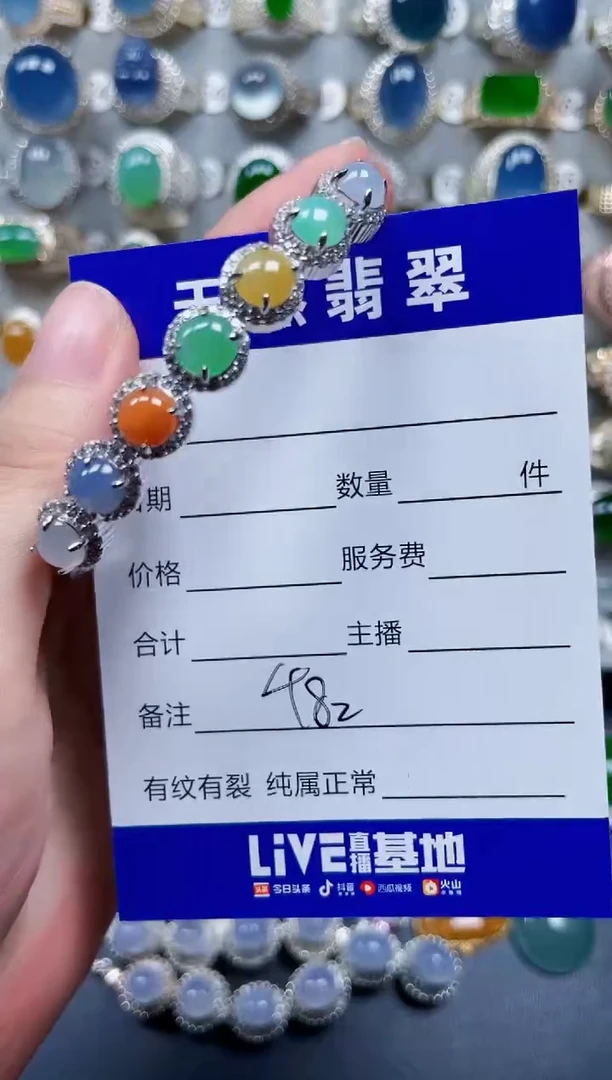 翡翠
期
数量 件
价格
服务费
合计
主播
备注 482
有纹有裂 纯属正常
LiVE直播基地
今日头条 抖音 西瓜视频 火山